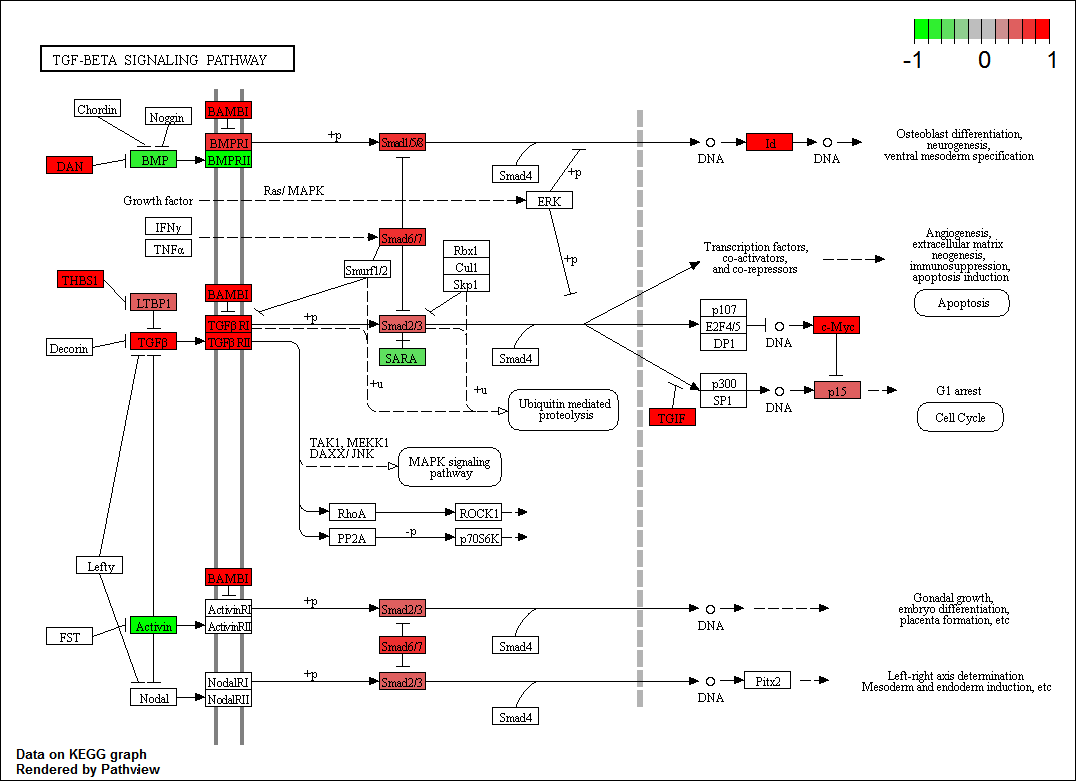 -1 0 1
TGF-BETA SIGNALING PATHWAY
Chordin
Noggin
BAMBI
DAN
BMP
BMPRI
BMPRII
+p
Smad1/5/8
Smad4
+p
DNA
Id
DNA
Osteoblast differentiation,
neurogenesis,
ventral mesoderm specification
Growth factor
Ras/ MAPK
ERK
IFNγ
TNFα
Smad6/7
Smurf1/2
Rbx1
Cul1
Skp1
+p
Transcription factors,
co-activators,
and co-repressors
Angiogenesis,
extracellular matrix
neogenesis,
immunosuppression,
apoptosis induction
Apoptosis
THBS1
LTBP1
BAMBI
Decorin
TGFβ
TGFβ RI
TGFβ RII
+p
Smad2/3
SARA
Smad4
p107
E2F4/5
DP1
DNA
c-Myc
+u
+u
Ubiquitin mediated
proteolysis
TGIF
p300
SP1
DNA
p15
G1 arrest
Cell Cycle
TAK1, MEKK1
DAXX/ JNK
MAPK signaling
pathway
RhoA
ROCK1
PP2A
-p
p70S6K
Lefty
BAMBI
FST
Activin
ActivinRI
ActivinRII
+p
Smad2/3
Smad4
DNA
Gonadal growth,
embryo differentiation,
placenta formation, etc
Smad6/7
Nodal
NodalRI
NodalRII
+p
Smad2/3
Smad4
DNA
Pitx2
Left-right axis determination
Mesoderm and endoderm induction, etc
Data on KEGG graph
Rendered by Pathview